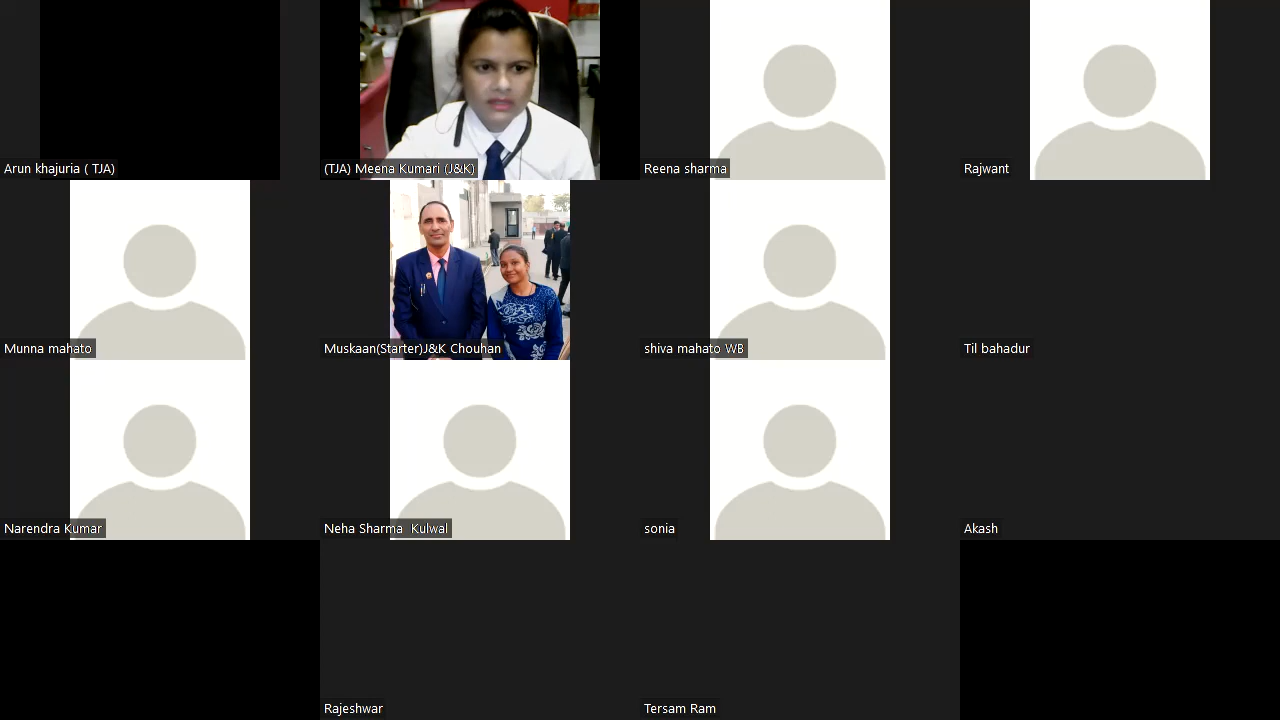 Arun khajuria ( TJA)
(TJA) Meena Kumari (J&K)
Reena sharma
Rajwant
Munna mahato
Muskaan(Starter)J&K Chouhan
shiva mahato WB
Til bahadur
Narendra Kumar
Neha Sharma  Kulwal
sonia
Akash
Rajeshwar
Tersam Ram